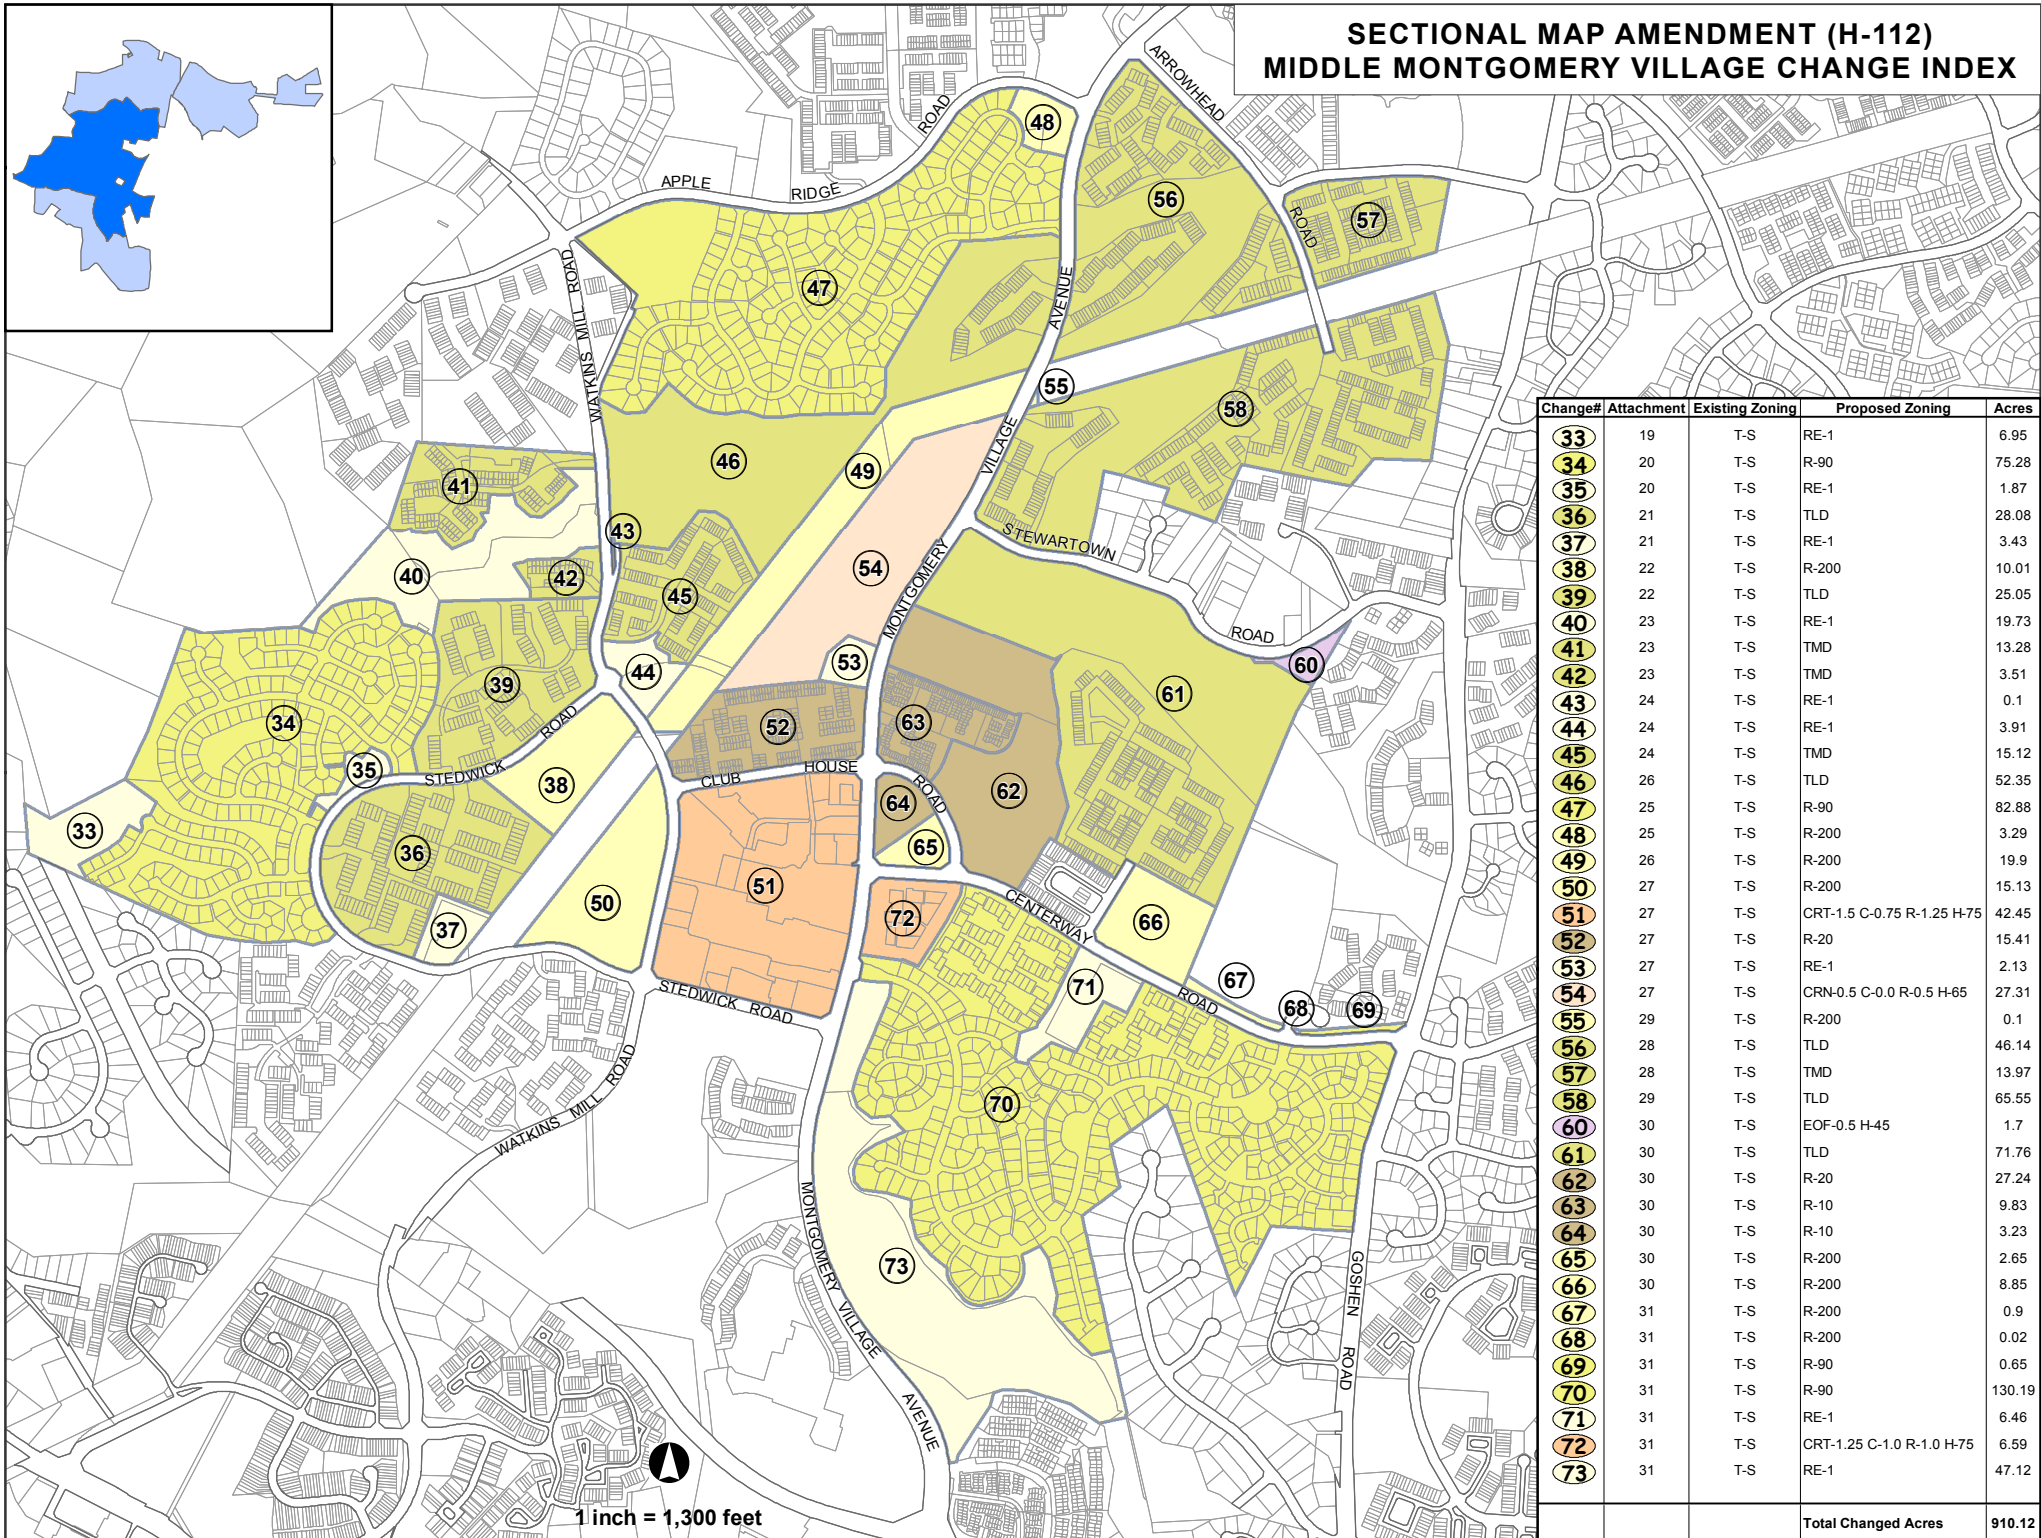 SECTIONAL MAP AMENDMENT (H-112)
MIDDLE MONTGOMERY VILLAGE CHANGE INDEX
ARROWHEAD
ROAD
APPLE
RIDGE
ROAD
WATKINS MILL ROAD
AVENUE
VILLAGE
MONTGOMERY
STEWARTOWN
ROAD
STEDWICK
ROAD
CLUB
HOUSE
ROAD
CENTERWAY
ROAD
STEDWICK ROAD
WATKINS MILL ROAD
MONTGOMERY VILLAGE
AVENUE
GOSHEN ROAD
48
56
57
47
55
58
46
49
41
43
54
40
42
45
53
44
60
39
61
34
52
63
35
38
62
64
33
65
36
51
50
72
66
37
67
71
68
69
70
73
1 inch = 1,300 feet
Change# Attachment Existing Zoning Proposed Zoning Acres
33 19 T-S RE-1 6.95
34 20 T-S R-90 75.28
35 20 T-S RE-1 1.87
36 21 T-S TLD 28.08
37 21 T-S RE-1 3.43
38 22 T-S R-200 10.01
39 22 T-S TLD 25.05
40 23 T-S RE-1 19.73
41 23 T-S TMD 13.28
42 23 T-S TMD 3.51
43 24 T-S RE-1 0.1
44 24 T-S RE-1 3.91
45 24 T-S TMD 15.12
46 26 T-S TLD 52.35
47 25 T-S R-90 82.88
48 25 T-S R-200 3.29
49 26 T-S R-200 19.9
50 27 T-S R-200 15.13
51 27 T-S CRT-1.5 C-0.75 R-1.25 H-75 42.45
52 27 T-S R-20 15.41
53 27 T-S RE-1 2.13
54 27 T-S CRN-0.5 C-0.0 R-0.5 H-65 27.31
55 29 T-S R-200 0.1
56 28 T-S TLD 46.14
57 28 T-S TMD 13.97
58 29 T-S TLD 65.55
60 30 T-S EOF-0.5 H-45 1.7
61 30 T-S TLD 71.76
62 30 T-S R-20 27.24
63 30 T-S R-10 9.83
64 30 T-S R-10 3.23
65 30 T-S R-200 2.65
66 30 T-S R-200 8.85
67 31 T-S R-200 0.9
68 31 T-S R-200 0.02
69 31 T-S R-90 0.65
70 31 T-S R-90 130.19
71 31 T-S RE-1 6.46
72 31 T-S CRT-1.25 C-1.0 R-1.0 H-75 6.59
73 31 T-S RE-1 47.12
Total Changed Acres 910.12